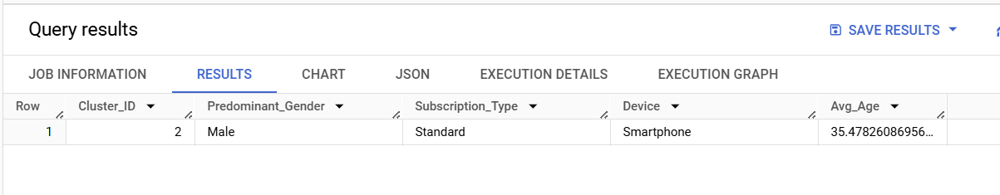 Query results
SAVE RESULTS
JOB INFORMATION RESULTS CHART JSON EXECUTION DETAILS EXECUTION GRAPH
Row Cluster_ID Predominant_Gender Subscription_Type Device Avg_Age
1 2 Male Standard Smartphone 35.47826086956…